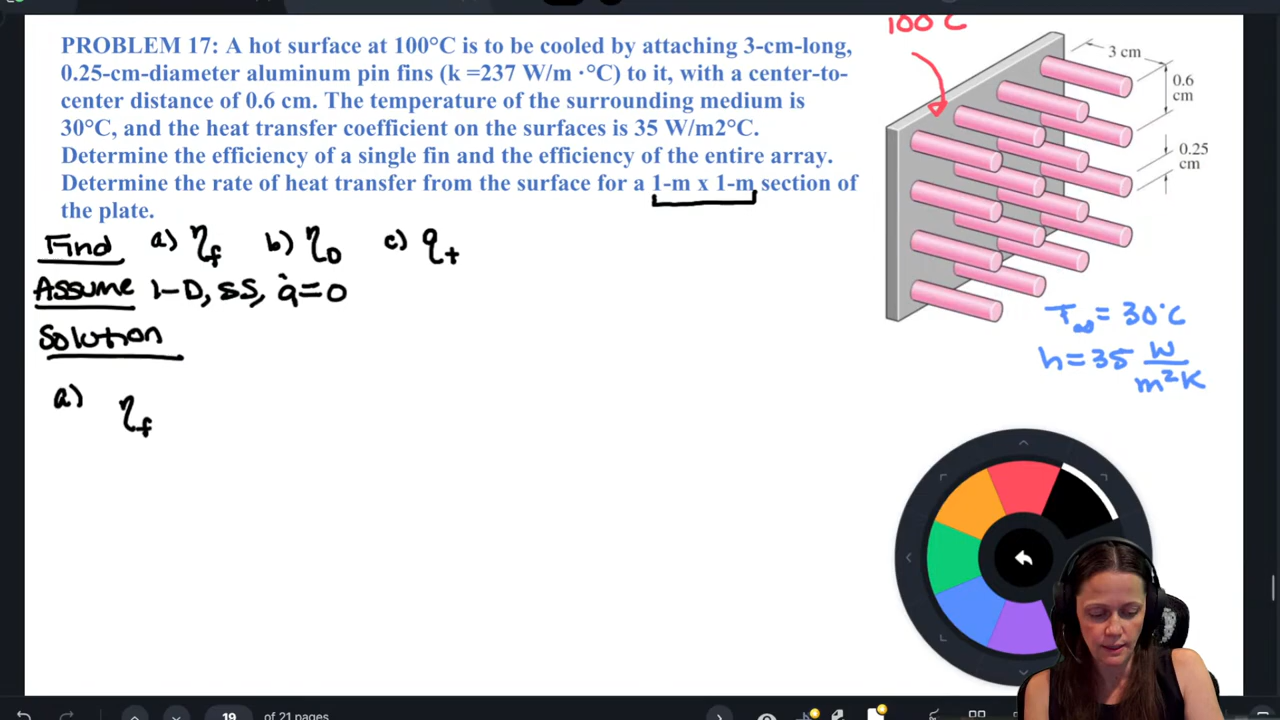 PROBLEM 17: A hot surface at 100°C is to be cooled by attaching 3-cm-long,
0.25-cm-diameter aluminum pin fins (k =237 W/m ·°C) to it, with a center-to-
center distance of 0.6 cm. The temperature of the surrounding medium is
30°C, and the heat transfer coefficient on the surfaces is 35 W/m2°C.
Determine the efficiency of a single fin and the efficiency of the entire array.
Determine the rate of heat transfer from the surface for a 1-m x 1-m section of
the plate.
Find a) ηf b) ηo c) qt
Assume 1-D, SS, q̇=0
Solution
a) ηf
100°C
3 cm
0.6
cm
0.25
cm
T∞ = 30°C
h = 35 W/m²K
19 of 21 pages